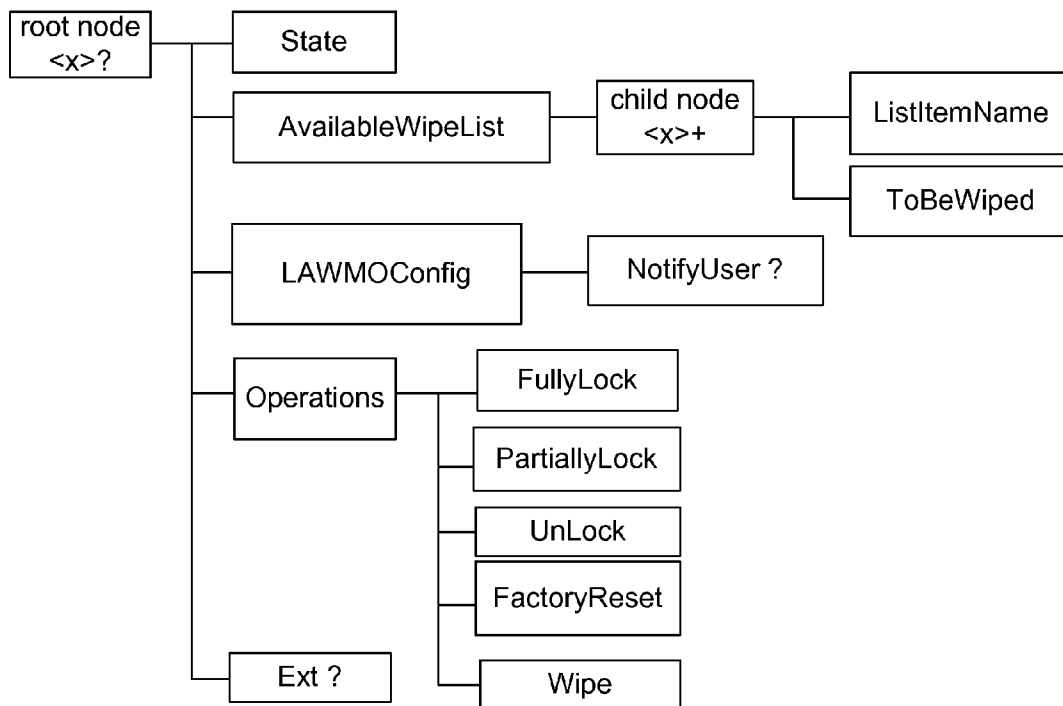 root node
<x>?
State
AvailableWipeList
child node
<x>+
ListItemName
ToBeWiped
LAWMOConfig
NotifyUser ?
Operations
FullyLock
PartiallyLock
UnLock
FactoryReset
Wipe
Ext ?